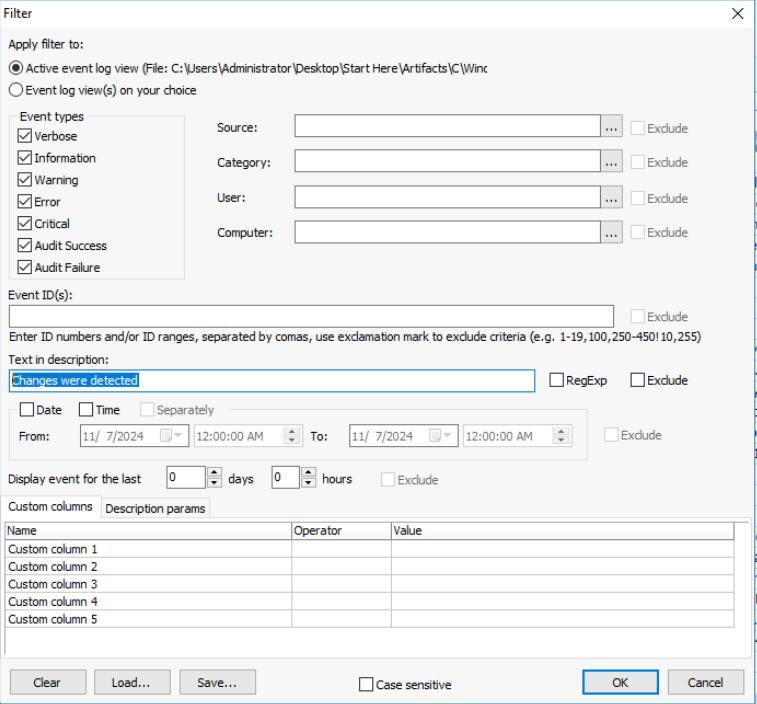 Filter
Apply filter to:
Active event log view (File: C:\Users\Administrator\Desktop\Start Here\Artifacts\C\Winc
Event log view(s) on your choice
Event types
Verbose
Information
Warning
Error
Critical
Audit Success
Audit Failure
Source: ... Exclude
Category: ... Exclude
User: ... Exclude
Computer: ... Exclude
Event ID(s):
Exclude
Enter ID numbers and/or ID ranges, separated by comas, use exclamation mark to exclude criteria (e.g. 1-19,100,250-450!10,255)
Text in description:
Changes were detected RegExp Exclude
Date Time Separately
From: 11/ 7/2024 12:00:00 AM To: 11/ 7/2024 12:00:00 AM Exclude
Display event for the last 0 days 0 hours Exclude
Custom columns Description params
Name Operator Value
Custom column 1
Custom column 2
Custom column 3
Custom column 4
Custom column 5
Clear Load... Save... Case sensitive OK Cancel